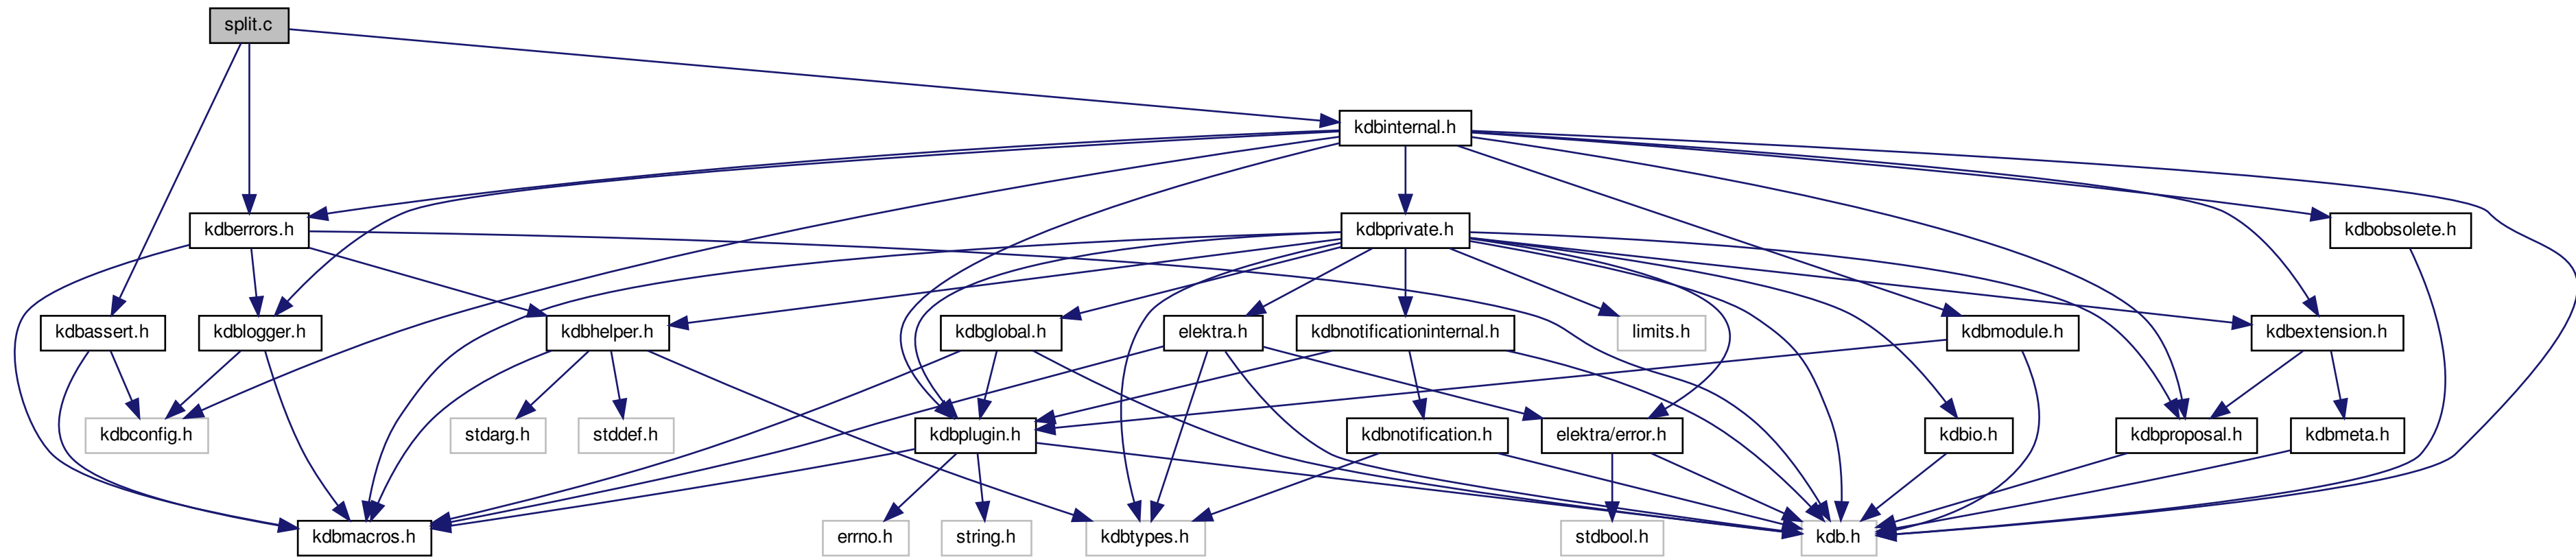 split.c
kdbinternal.h
kdberrors.h
kdbprivate.h
kdbobsolete.h
kdbassert.h
kdblogger.h
kdbhelper.h
kdbglobal.h
elektra.h
kdbnotificationinternal.h
limits.h
kdbmodule.h
kdbextension.h
kdbconfig.h
stdarg.h
stddef.h
kdbplugin.h
kdbnotification.h
elektra/error.h
kdbio.h
kdbproposal.h
kdbmeta.h
kdbmacros.h
errno.h
string.h
kdbtypes.h
stdbool.h
kdb.h